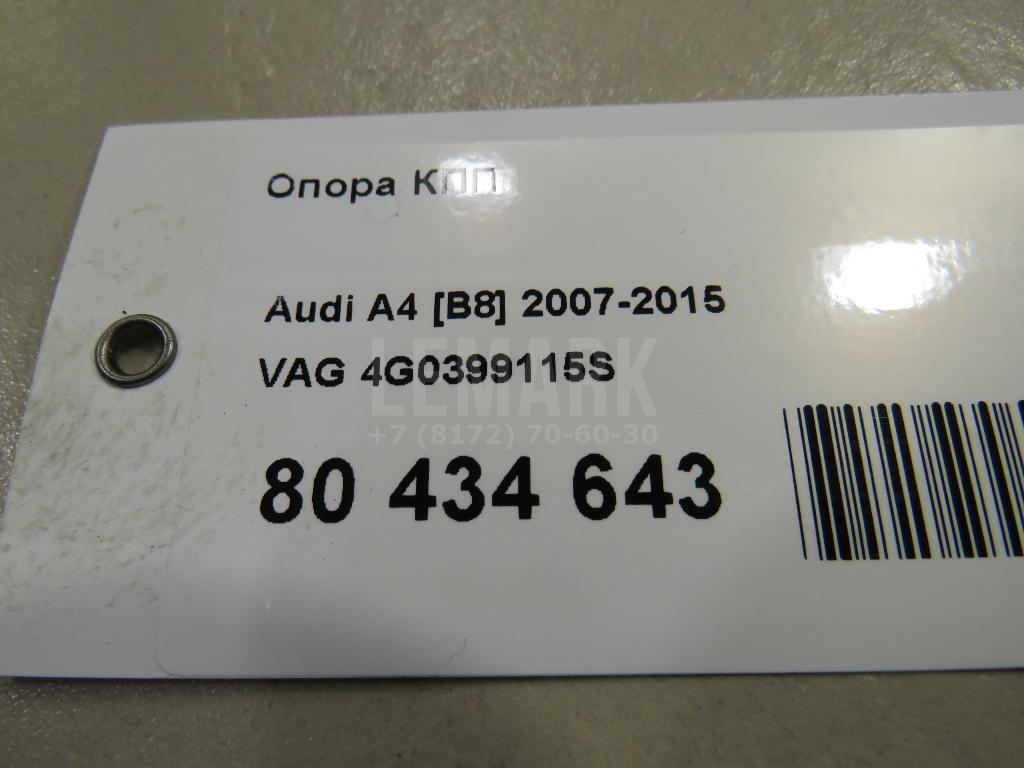 Опора КПП
Audi A4 [B8] 2007-2015
VAG 4G0399115S
LEMARK
+7 (8172) 70-60-30
80 434 643